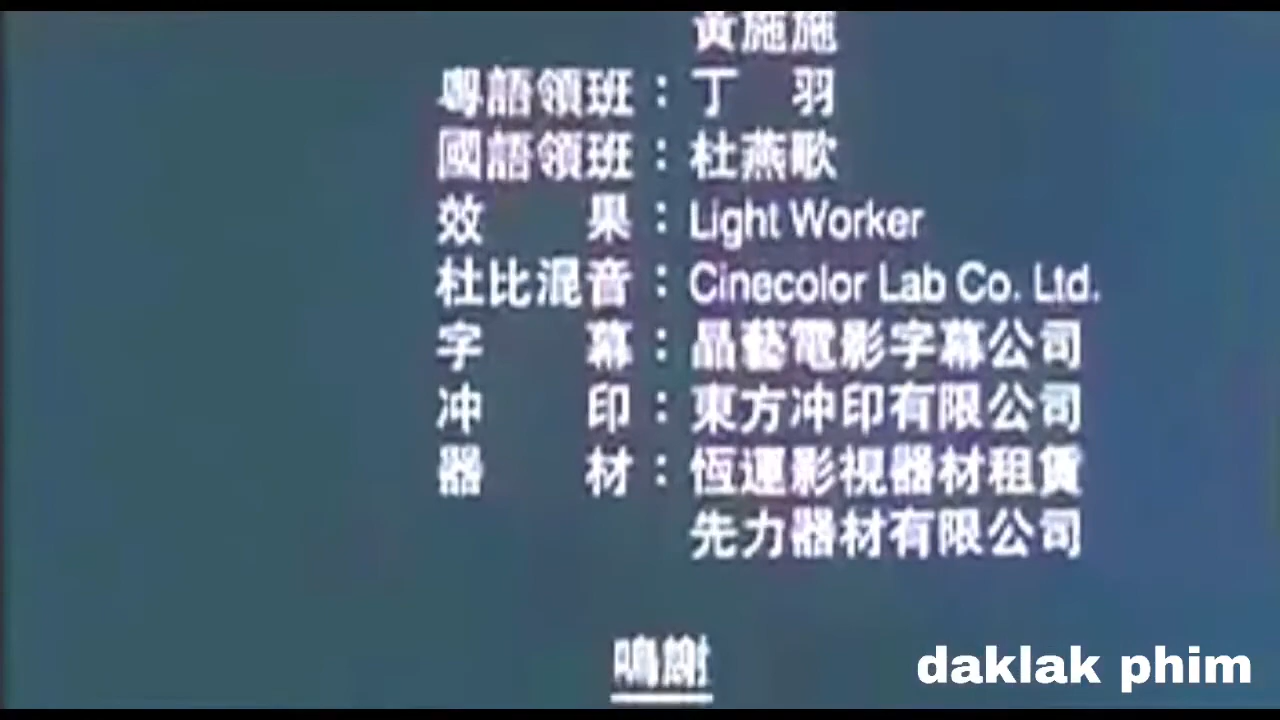 黃施施
粵語領班：丁 羽
國語領班：杜燕歌
效 果：Light Worker
杜比混音：Cinecolor Lab Co. Ltd.
字 幕：晶藝電影字幕公司
冲 印：東方冲印有限公司
器 材：恆運影視器材租賃
先力器材有限公司
鳴謝
daklak phim